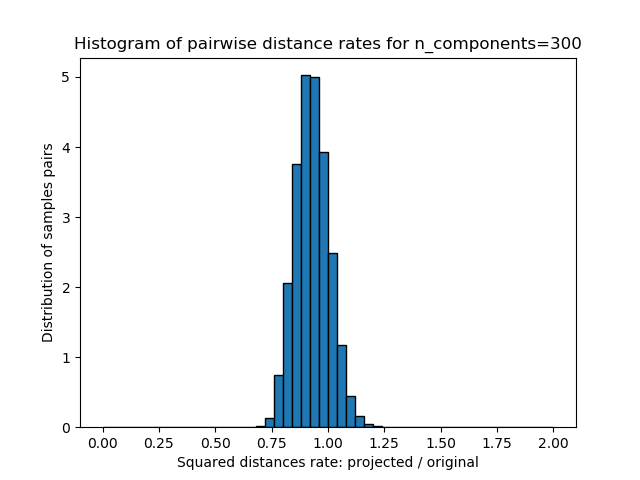 Histogram of pairwise distance rates for n_components=300
Distribution of samples pairs
5
4
3
2
1
0
0.00 0.25 0.50 0.75 1.00 1.25 1.50 1.75 2.00
Squared distances rate: projected / original